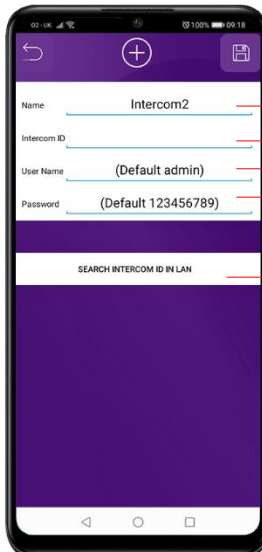 02-UK 100% 09:18
Name Intercom2
Intercom ID
User Name (Default admin)
Password (Default 123456789)
SEARCH INTERCOM ID IN LAN